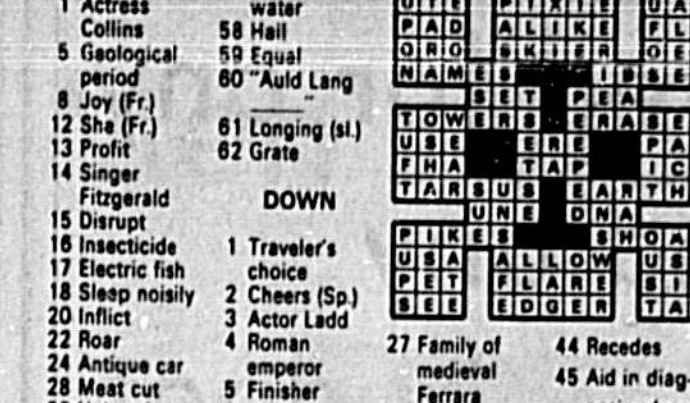 1 Actress
Collins
5 Geological
period
8 Joy (Fr.)
12 She (Fr.)
13 Profit
14 Singer
Fitzgerald
15 Disrupt
16 Insecticide
17 Electric fish
18 Sleep noisily
20 Inflict
22 Roar
24 Antique car
28 Meat cut
water
58 Hail
59 Equal
60 "Auld Lang
____"
61 Longing (sl.)
62 Grate
DOWN
1 Traveler's
choice
2 Cheers (Sp.)
3 Actor Ladd
4 Roman
emperor
5 Finisher
PAD ALIKE FL
ORO SKIER OE
NAMES IBSE
SET PEA
TOWERS ERASE
USE ERE PA
FHA TAP IC
TARSUS EARTH
UNE DNA
PIKES SHOA
USA ALLOW US
PET FLARE SI
SEE EDGER TA
27 Family of
medieval
Ferrara
44 Recedes
45 Aid in diag-